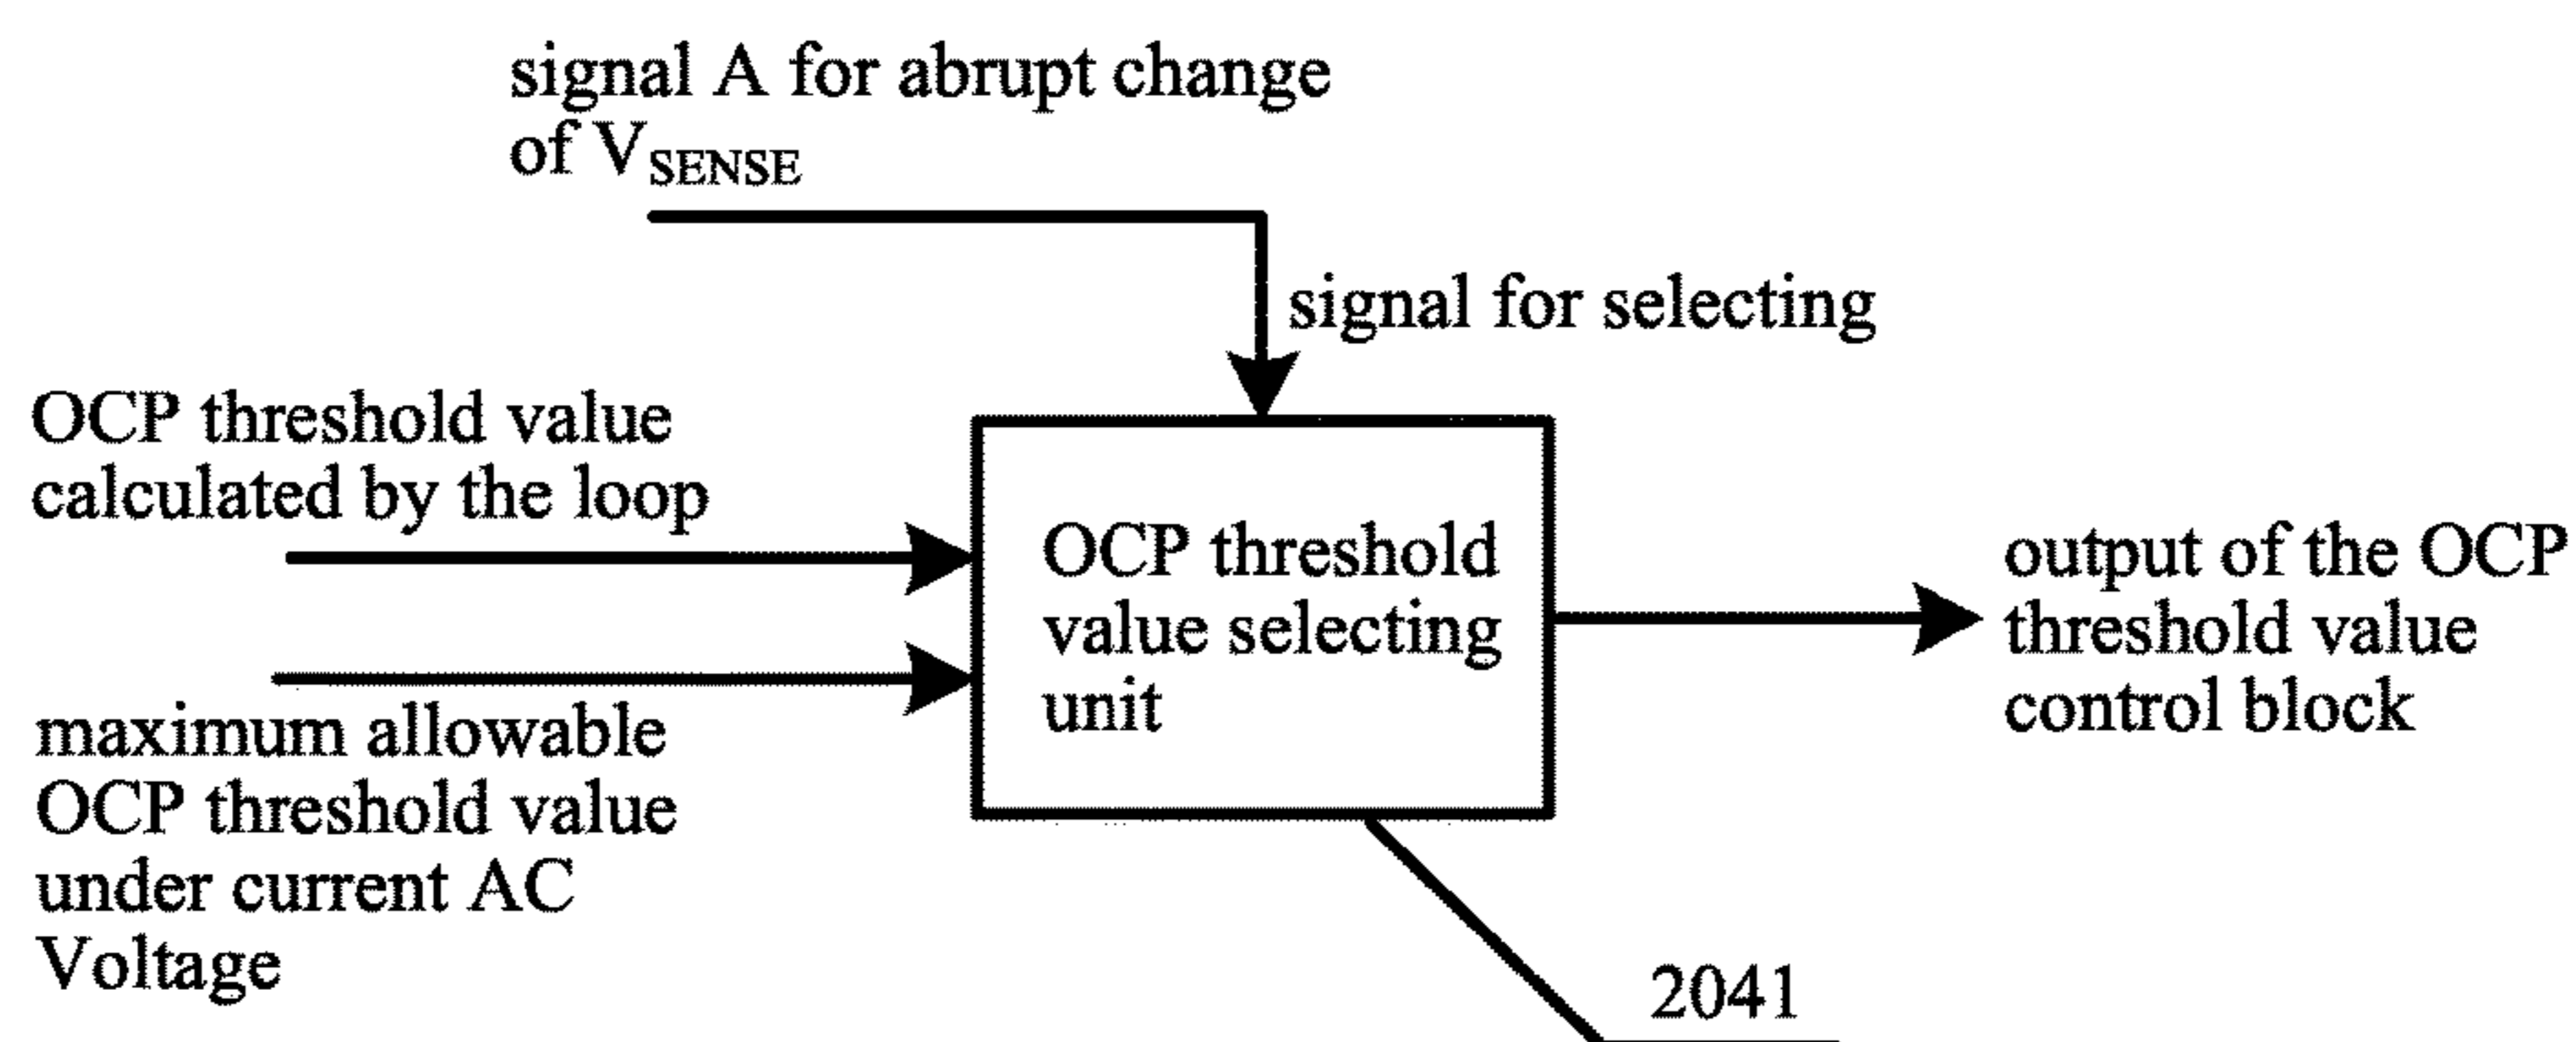 signal A for abrupt change
of VSENSE
signal for selecting
OCP threshold value
calculated by the loop
OCP threshold
value selecting
unit
output of the OCP
threshold value
control block
maximum allowable
OCP threshold value
under current AC
Voltage
2041